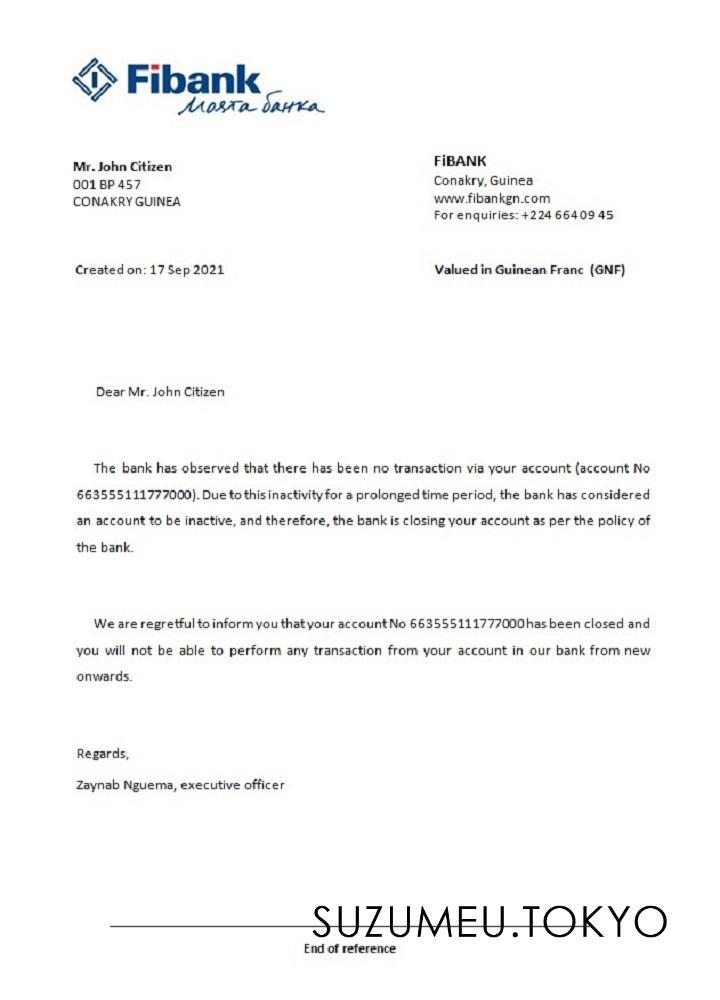 Fibank
Моята банка
Mr. John Citizen
001 BP 457
CONAKRY GUINEA
FiBANK
Conakry, Guinea
www.fibankgn.com
For enquiries: +224 664 09 45
Created on: 17 Sep 2021
Valued in Guinean Franc (GNF)
Dear Mr. John Citizen
The bank has observed that there has been no transaction via your account (account No
663555111777000). Due to this inactivity for a prolonged time period, the bank has considered
an account to be inactive, and therefore, the bank is closing your account as per the policy of
the bank.
We are regretful to inform you that your account No 663555111777000 has been closed and
you will not be able to perform any transaction from your account in our bank from new
onwards.
Regards,
Zaynab Nguema, executive officer
SUZUMEU.TOKYO
End of reference